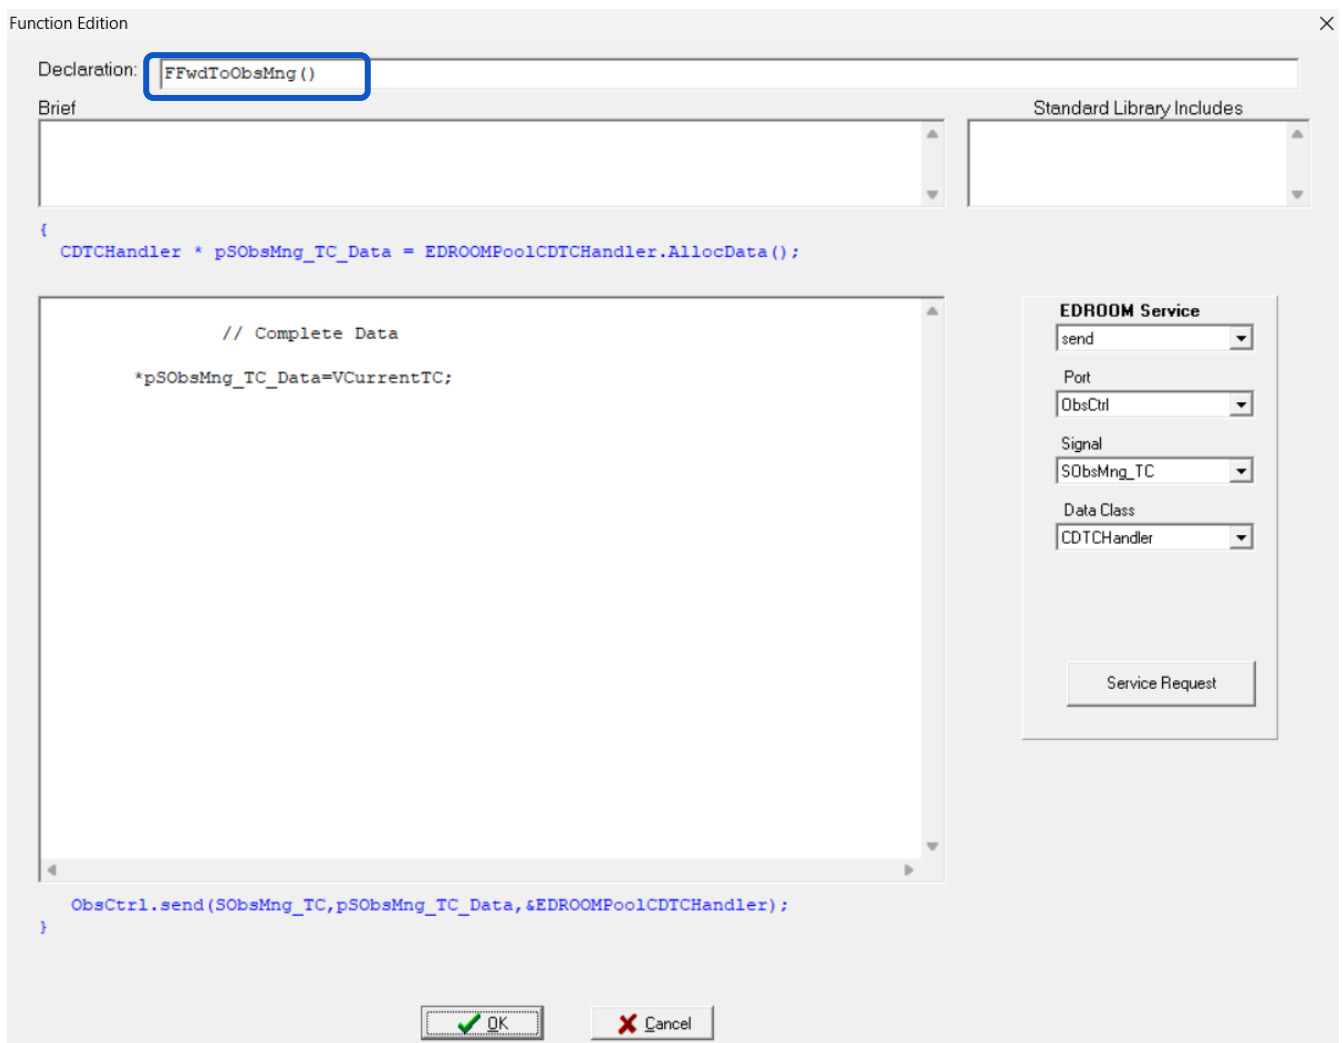 Function Edition
Declaration: FFwdToObsMng()
Brief
Standard Library Includes
{
CDTCHandler * pSObsMng_TC_Data = EDROOMPoolCDTCHandler.AllocData();
// Complete Data
*pSObsMng_TC_Data=VCurrentTC;
EDROOM Service
send
Port
ObsCtrl
Signal
SObsMng_TC
Data Class
CDTCHandler
Service Request
ObsCtrl.send(SObsMng_TC,pSObsMng_TC_Data,&EDROOMPoolCDTCHandler);
}
OK
Cancel